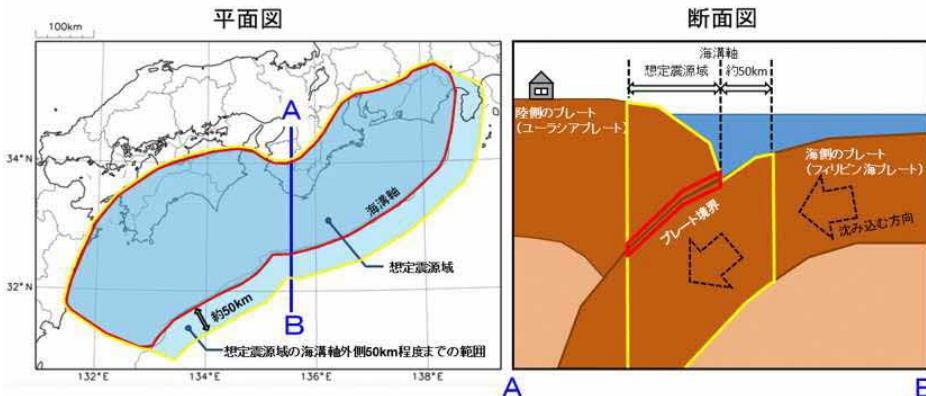 平面図
断面図
100km
海溝軸
想定震源域
約50km
A
陸側のプレート
(ユーラシアプレート)
34°N
海側のプレート
(フィリピン海プレート)
海溝軸
プレート境界
沈み込む方向
想定震源域
32°N
約50km
B
想定震源域の海溝軸外側50km程度までの範囲
132°E
134°E
136°E
138°E
A
B